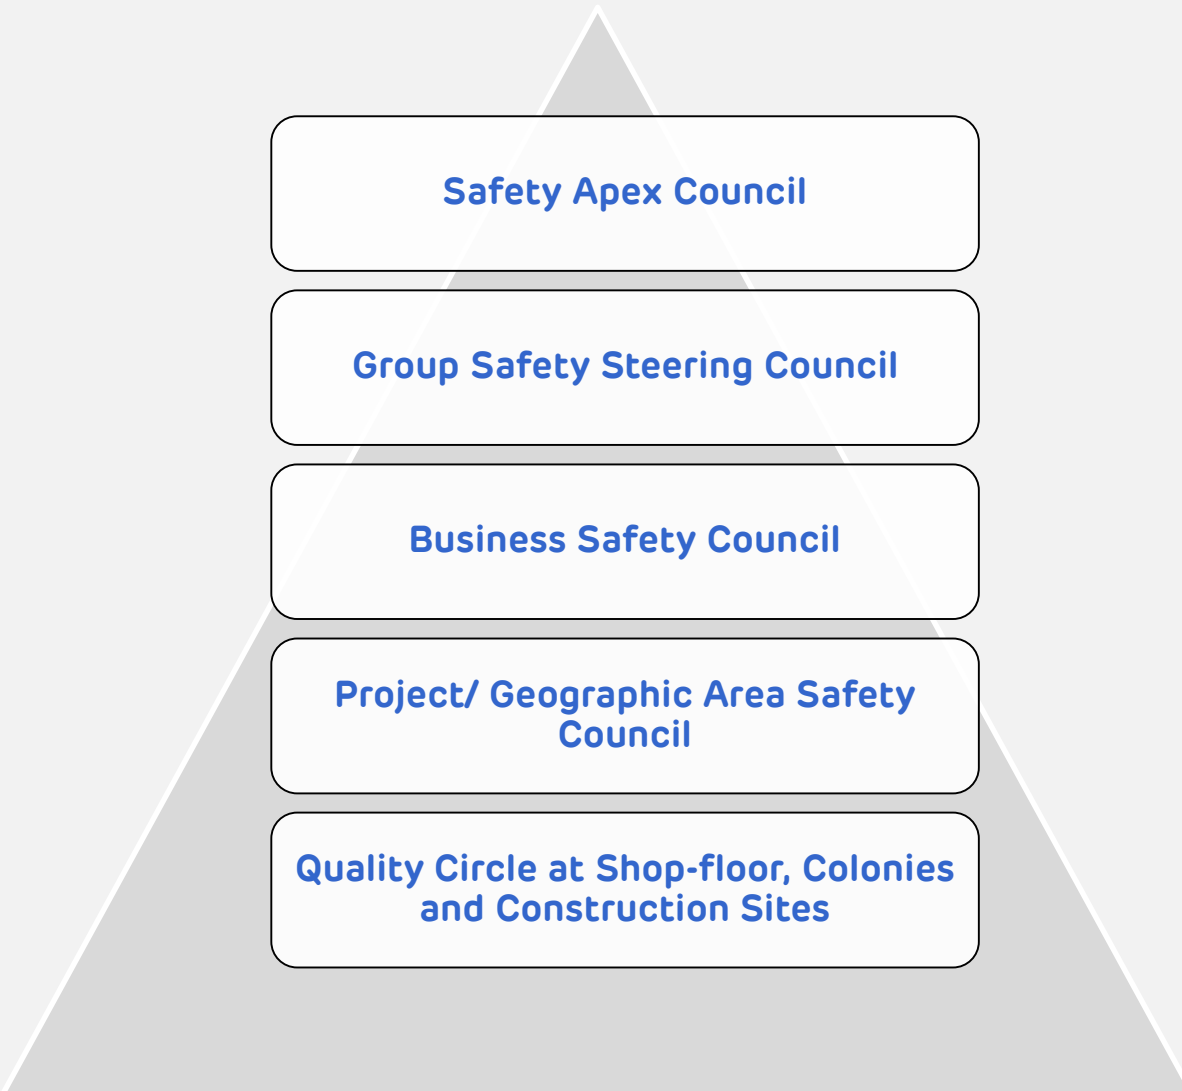 Safety Apex Council
Group Safety Steering Council
Business Safety Council
Project/ Geographic Area Safety
Council
Quality Circle at Shop-floor, Colonies
and Construction Sites